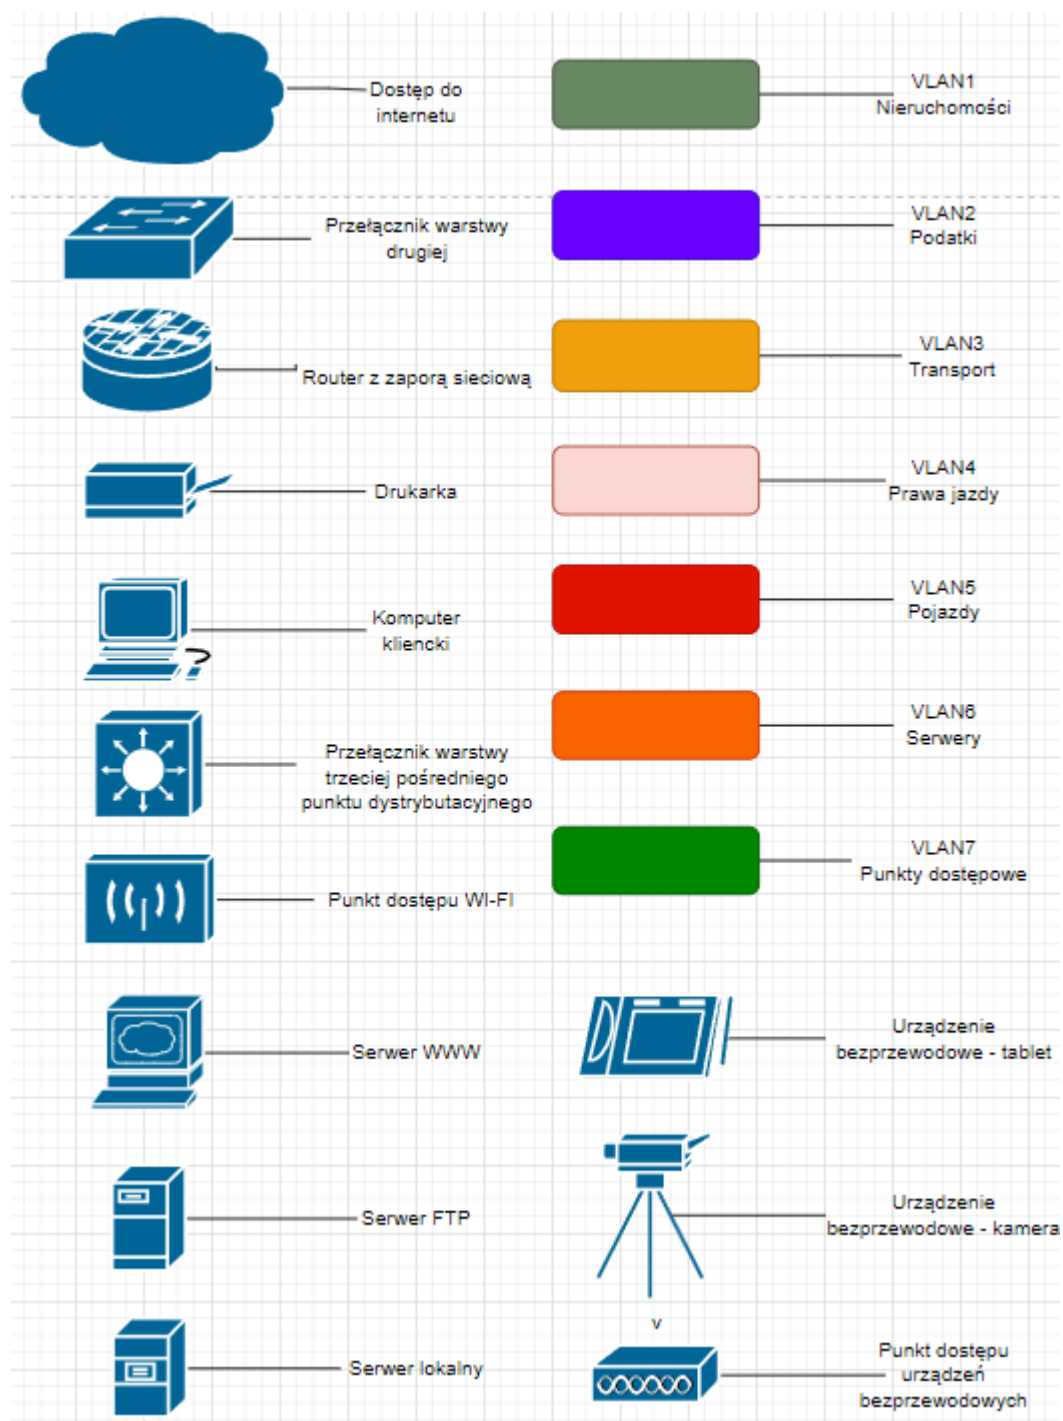 Dostęp do
internetu
Przełącznik warstwy
drugiej
Router z zaporą sieciową
Drukarka
Komputer
kliencki
Przełącznik warstwy
trzeciej pośredniego
punktu dystrybutacyjnego
Punkt dostępu WI-FI
Serwer WWW
Serwer FTP
Serwer lokalny
VLAN1
Nieruchomości
VLAN2
Podatki
VLAN3
Transport
VLAN4
Prawa jazdy
VLAN5
Pojazdy
VLAN6
Serwery
VLAN7
Punkty dostępowe
Urządzenie
bezprzewodowe - tablet
Urządzenie
bezprzewodowe - kamera
v
Punkt dostępu
urządzeń
bezprzewodowych